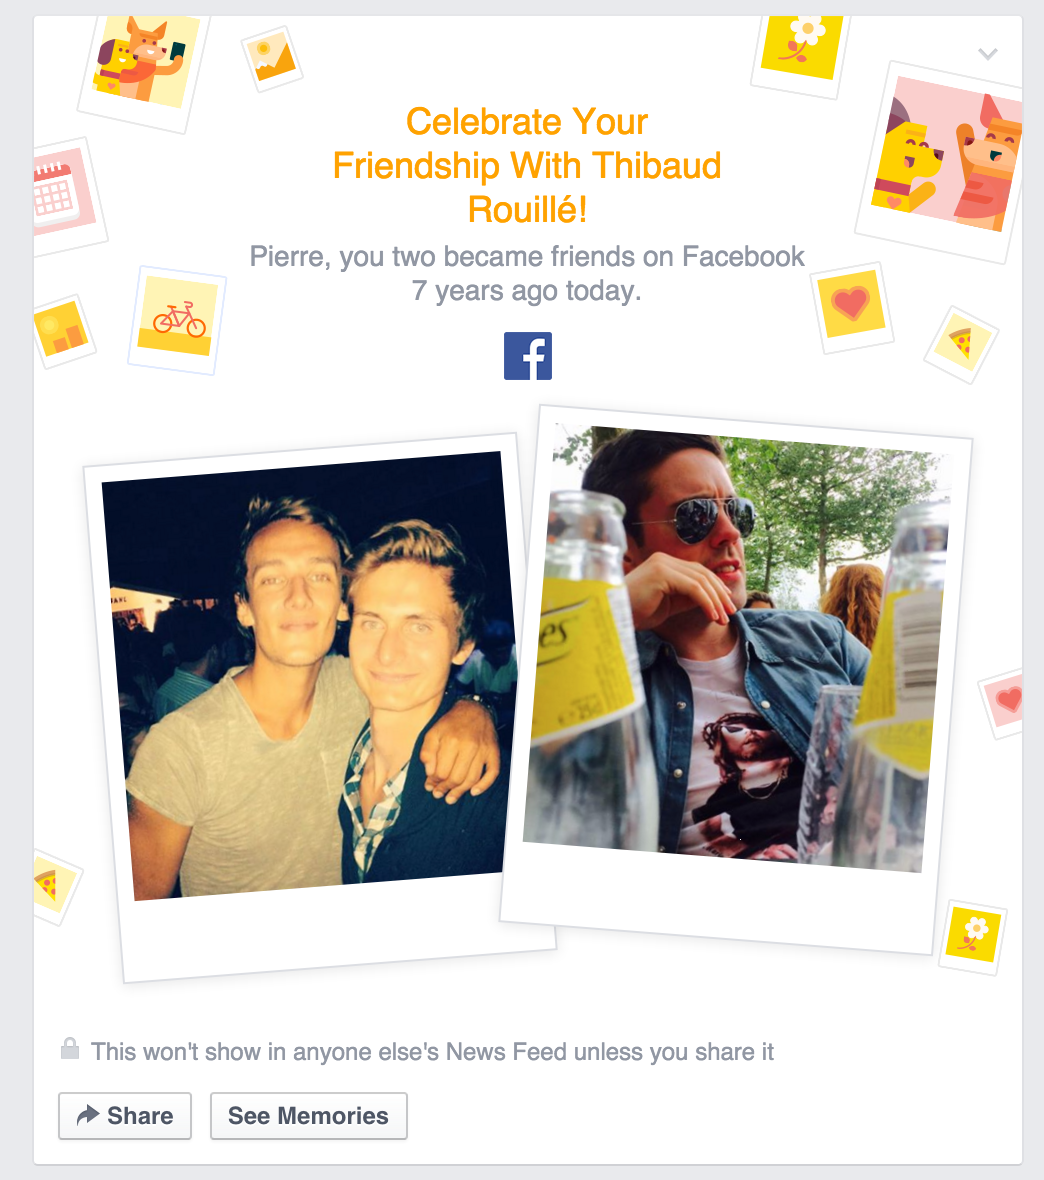 Celebrate Your
Friendship With Thibaud
Rouillé!
Pierre, you two became friends on Facebook
7 years ago today.
f
This won't show in anyone else's News Feed unless you share it
Share
See Memories